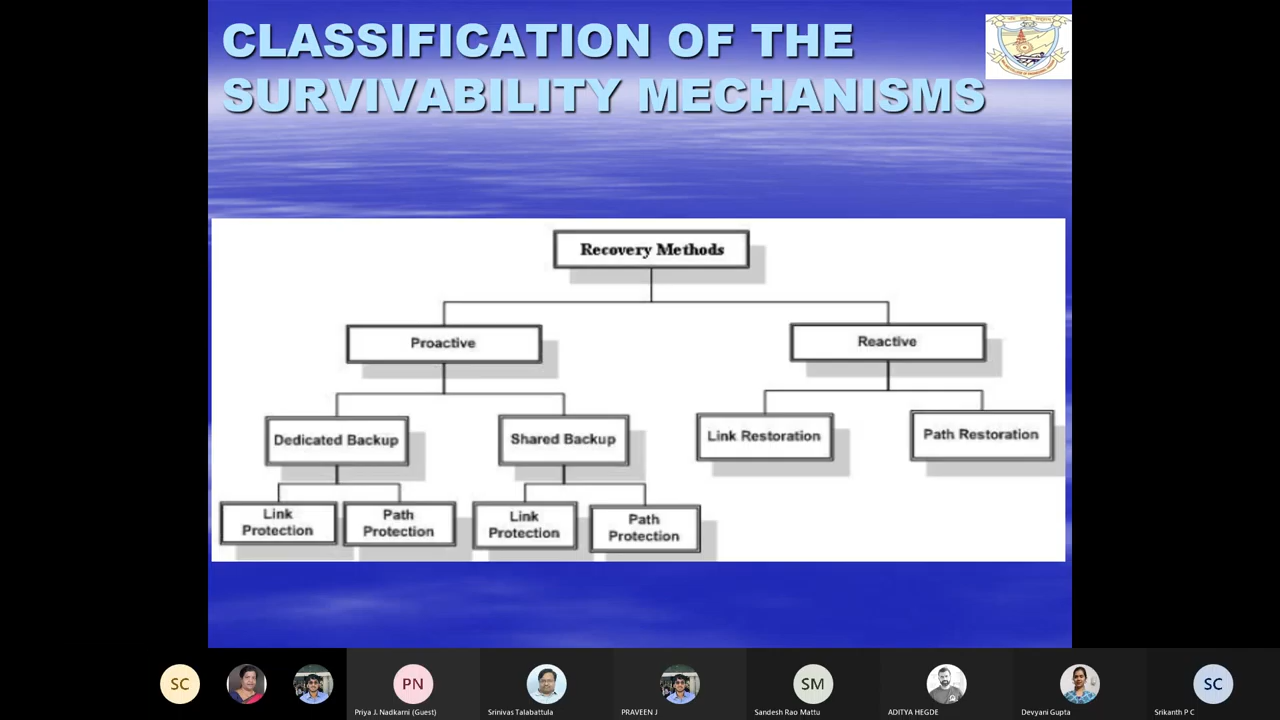 CLASSIFICATION OF THE
SURVIVABILITY MECHANISMS
Recovery Methods
Proactive
Reactive
Dedicated Backup
Shared Backup
Link Restoration
Path Restoration
Link
Protection
Path
Protection
Link
Protection
Path
Protection
SC
PN
SM
SC
Priya J. Nadkarni (Guest)
Srinivas Talabattula
PRAVEEN J
Sandesh Rao Mattu
ADITYA HEGDE
Devyani Gupta
Srikanth P C